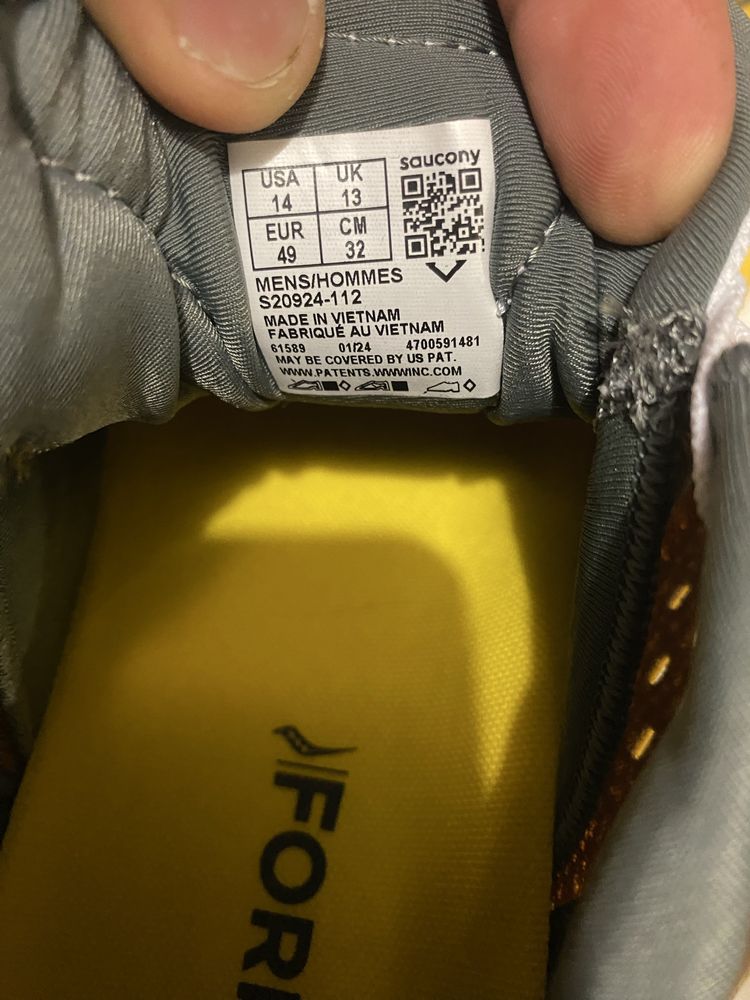 saucony
USA 14 UK 13
EUR 49 CM 32
MENS/HOMMES
S20924-112
MADE IN VIETNAM
FABRIQUÉ AU VIETNAM
61589 01/24 4700591481
MAY BE COVERED BY US PAT.
WWW.PATENTS.WWWINC.COM